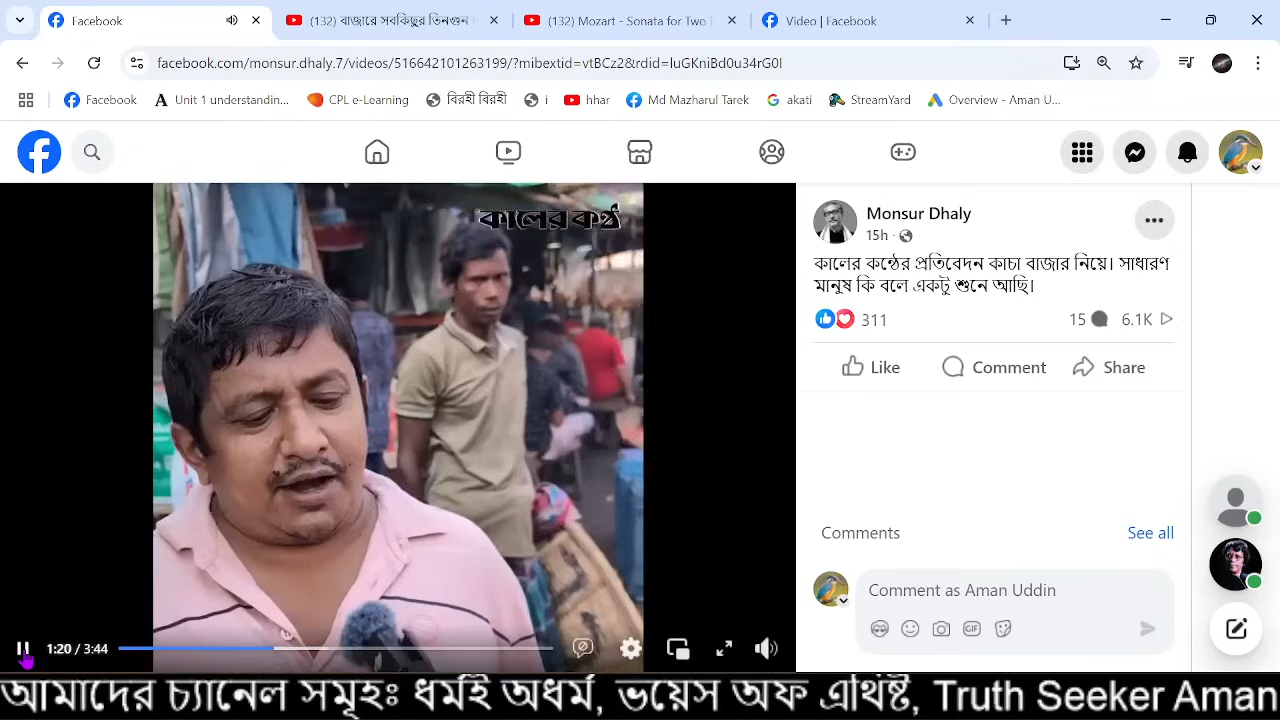 Facebook
(132) বাজারে সবকিছুর তিনগুন
(132) Mozart - Sonata for Two
Video | Facebook
facebook.com/monsur.dhaly.7/videos/516642101263199/?mibextid=vtBCz2&rdid=IuGKniBd0u34rG0I
Facebook
Unit 1 understandin...
CPL e-Learning
বিরহী বিরহী
i
hhar
Md Mazharul Tarek
akati
StreamYard
Overview - Aman U...
কালের কণ্ঠ
Monsur Dhaly
15h
কালের কন্ঠের প্রতিবেদন কাচা বাজার নিয়ে। সাধারণ
মানুষ কি বলে একটু শুনে আছি।
311
15
6.1K
Like
Comment
Share
Comments
See all
Comment as Aman Uddin
GIF
1:20 / 3:44
আমাদের চ্যানেল সমূহঃ ধর্মই অধর্ম, ভয়েস অফ এথিষ্ট, Truth Seeker Aman